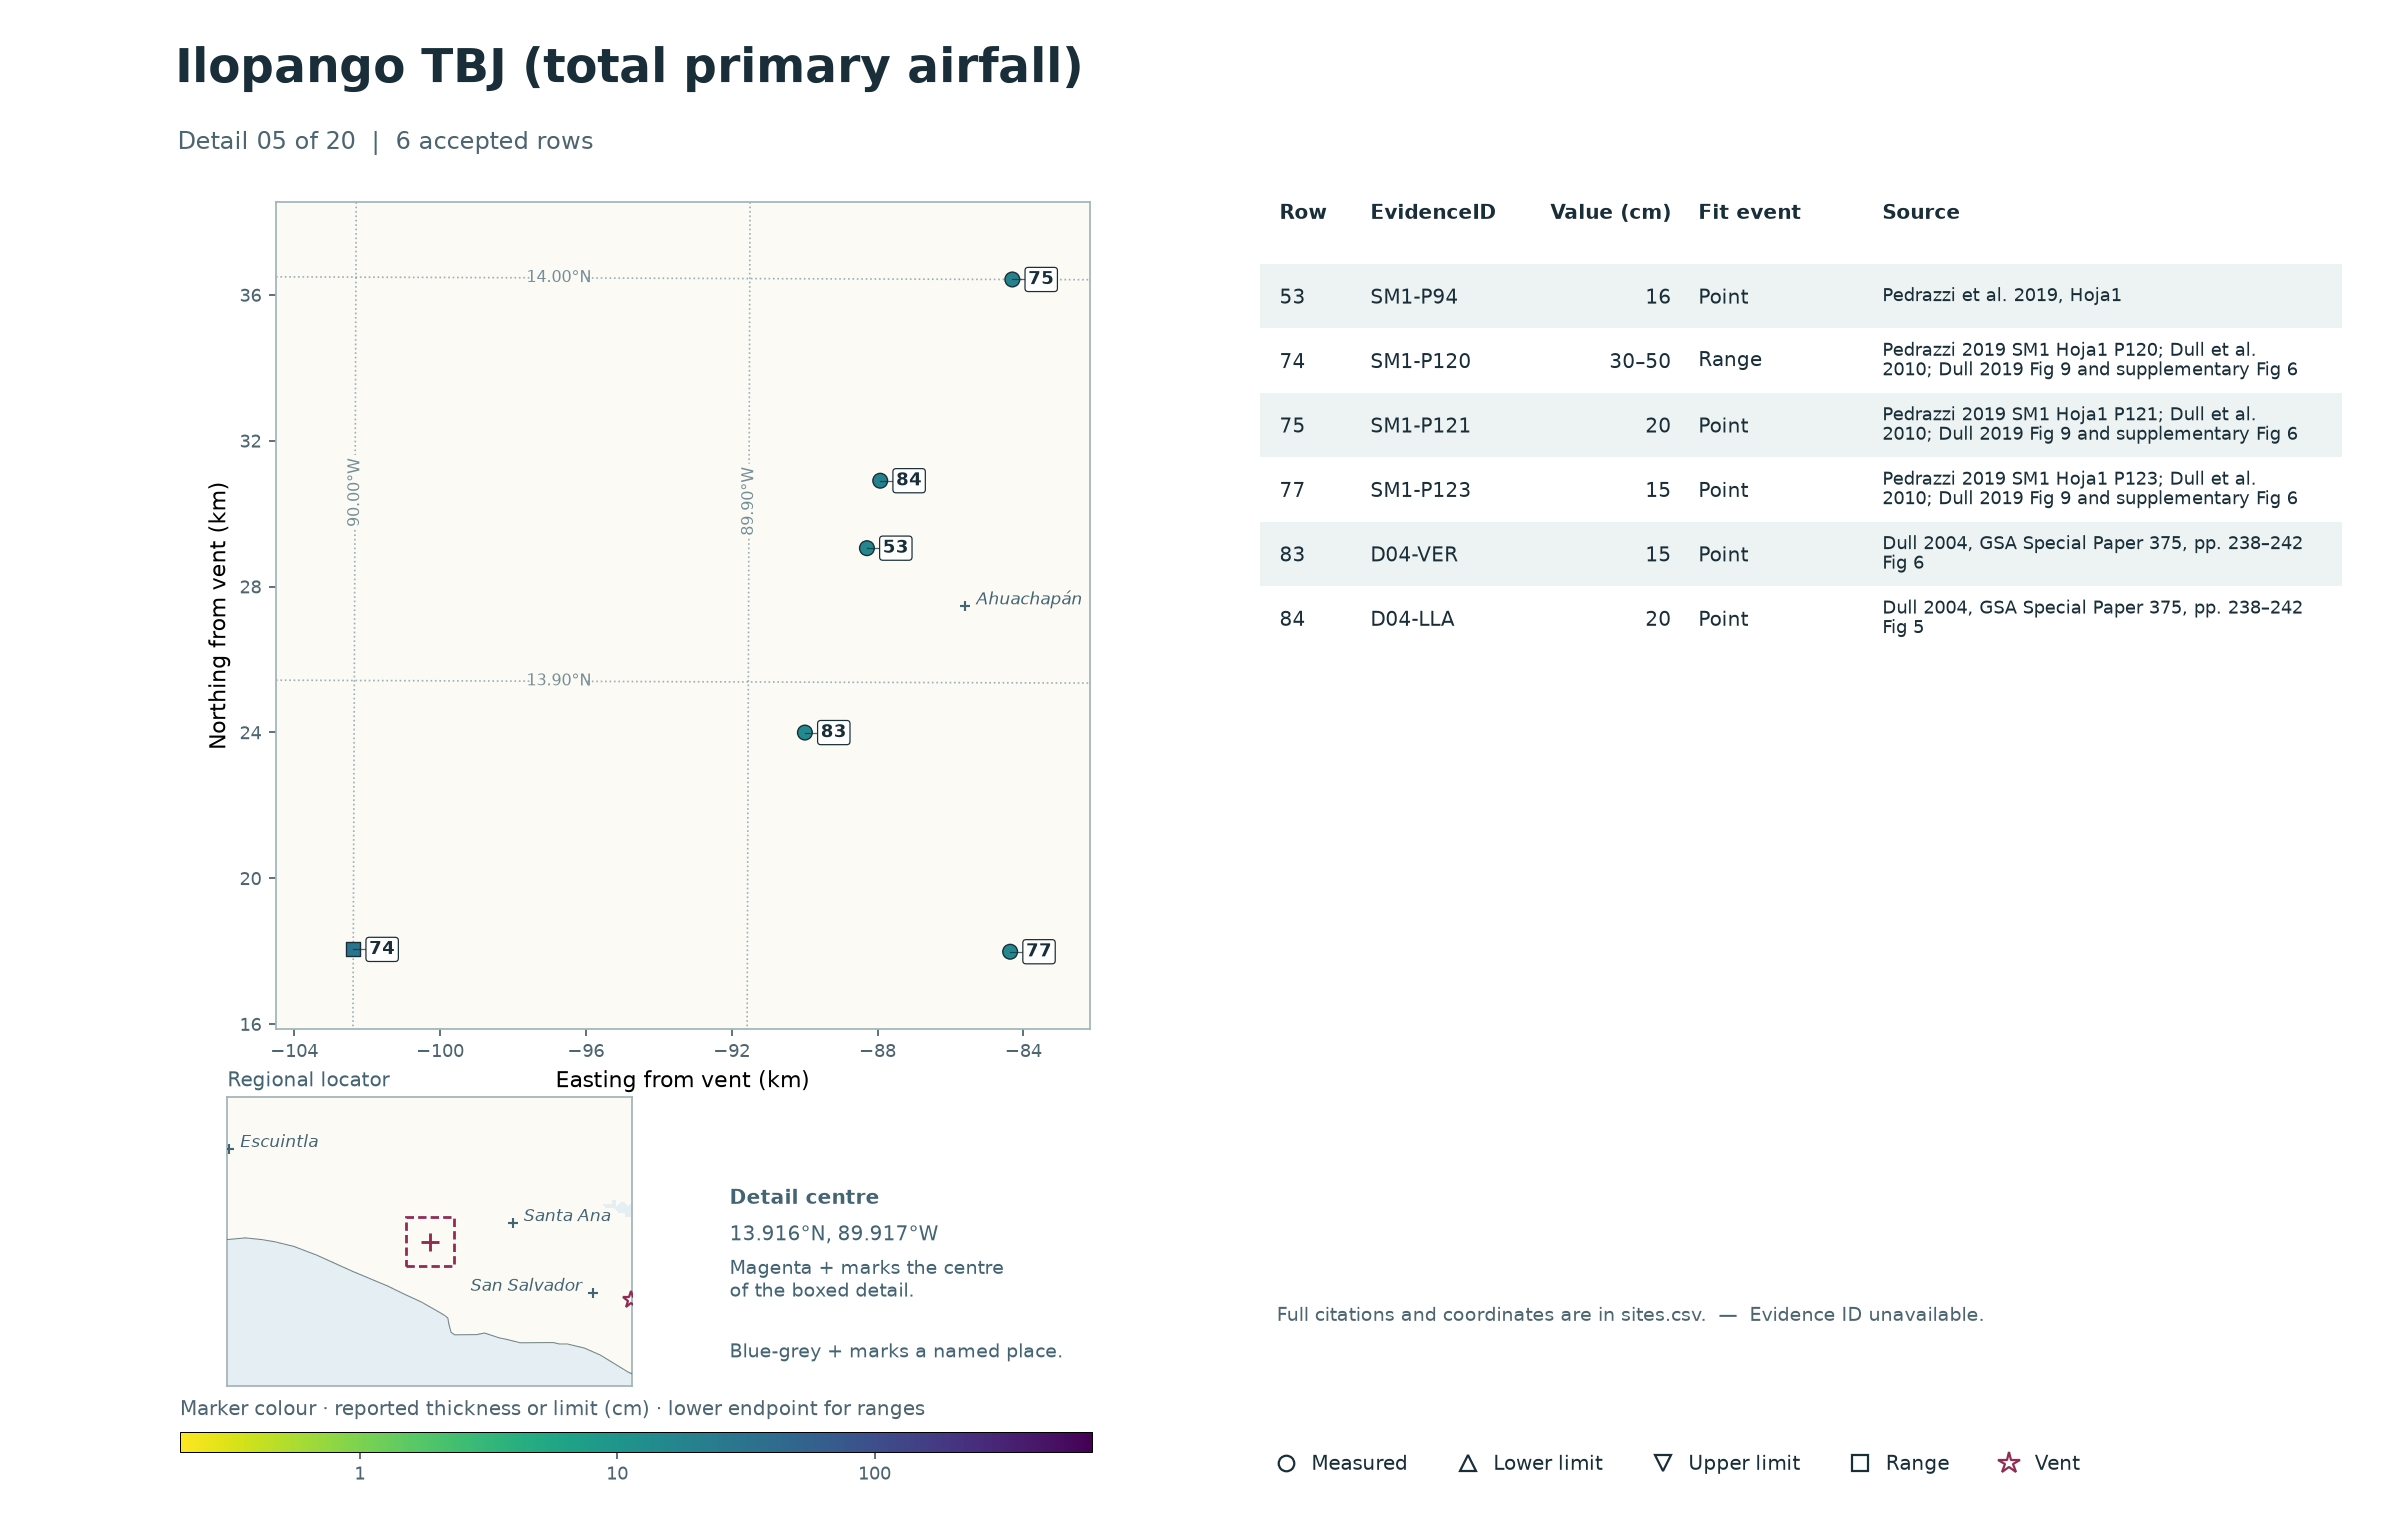 Ilopango TBJ (total primary airfall)
Detail 05 of 20 | 6 accepted rows
Northing from vent (km)
36
32
28
24
20
16
−104
−100
−96
−92
−88
−84
Easting from vent (km)
14.00°N
13.90°N
90.00°W
89.90°W
75
84
53
Ahuachapán
83
74
77
Regional locator
Escuintla
Santa Ana
San Salvador
Detail centre
13.916°N, 89.917°W
Magenta + marks the centre
of the boxed detail.
Blue-grey + marks a named place.
Marker colour · reported thickness or limit (cm) · lower endpoint for ranges
1
10
100
Row EvidenceID Value (cm) Fit event Source
53 SM1-P94 16 Point Pedrazzi et al. 2019, Hoja1
74 SM1-P120 30–50 Range Pedrazzi 2019 SM1 Hoja1 P120; Dull et al.
2010; Dull 2019 Fig 9 and supplementary Fig 6
75 SM1-P121 20 Point Pedrazzi 2019 SM1 Hoja1 P121; Dull et al.
2010; Dull 2019 Fig 9 and supplementary Fig 6
77 SM1-P123 15 Point Pedrazzi 2019 SM1 Hoja1 P123; Dull et al.
2010; Dull 2019 Fig 9 and supplementary Fig 6
83 D04-VER 15 Point Dull 2004, GSA Special Paper 375, pp. 238–242
Fig 6
84 D04-LLA 20 Point Dull 2004, GSA Special Paper 375, pp. 238–242
Fig 5
Full citations and coordinates are in sites.csv. — Evidence ID unavailable.
Measured
Lower limit
Upper limit
Range
Vent